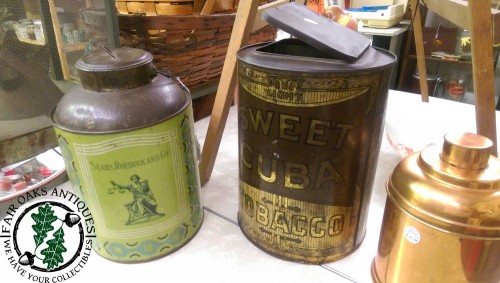 SEARS, ROEBUCK AND CO.
SWEET
CUBA
TOBACCO
FAIR OAKS ANTIQUES
WE HAVE YOUR COLLECTIBLES